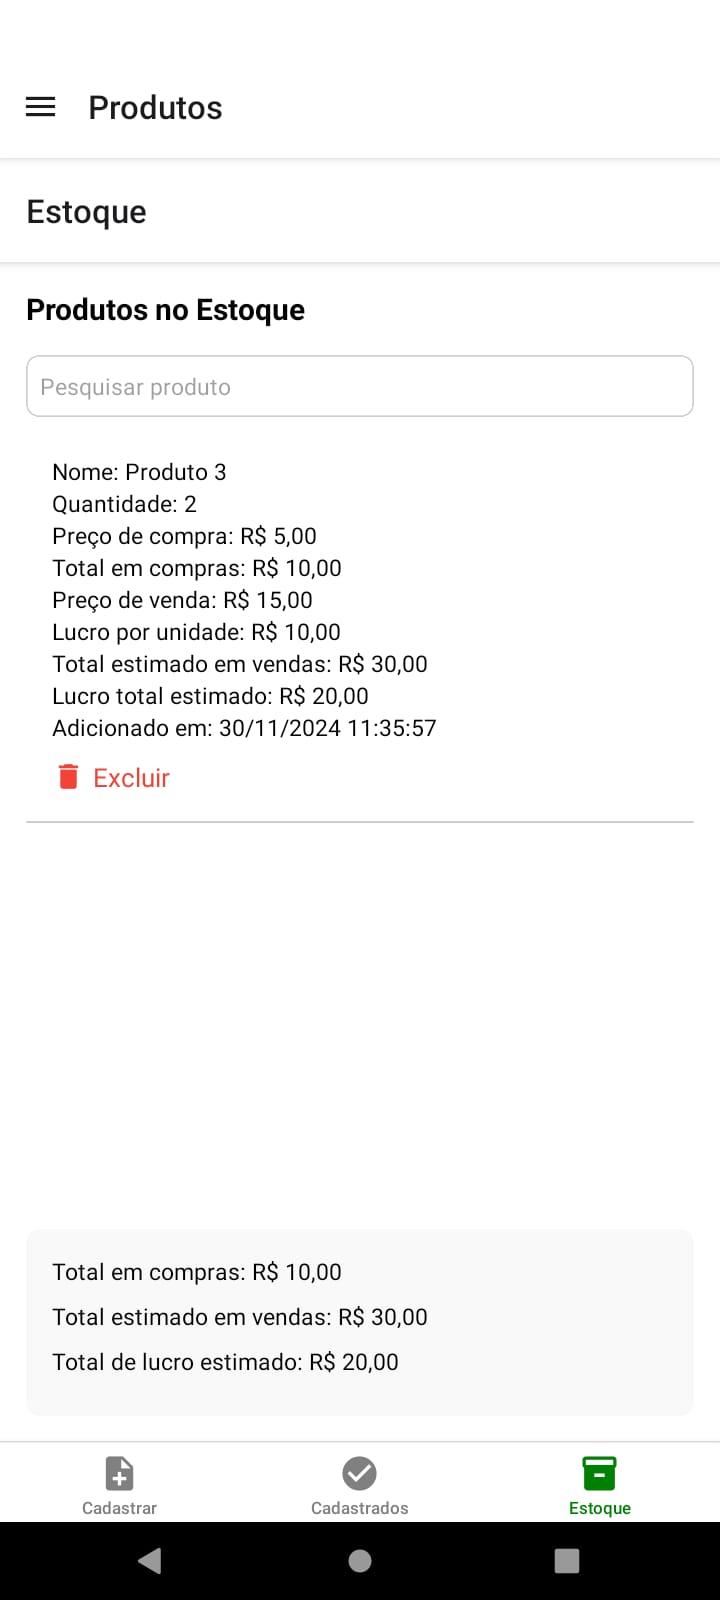 Produtos
Estoque
Produtos no Estoque
Pesquisar produto
Nome: Produto 3
Quantidade: 2
Preço de compra: R$ 5,00
Total em compras: R$ 10,00
Preço de venda: R$ 15,00
Lucro por unidade: R$ 10,00
Total estimado em vendas: R$ 30,00
Lucro total estimado: R$ 20,00
Adicionado em: 30/11/2024 11:35:57
Excluir
Total em compras: R$ 10,00
Total estimado em vendas: R$ 30,00
Total de lucro estimado: R$ 20,00
Cadastrar
Cadastrados
Estoque